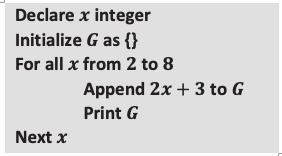 Declare x integer
Initialize G as {}
For all x from 2 to 8
Append 2x + 3 to G
Print G
Next x